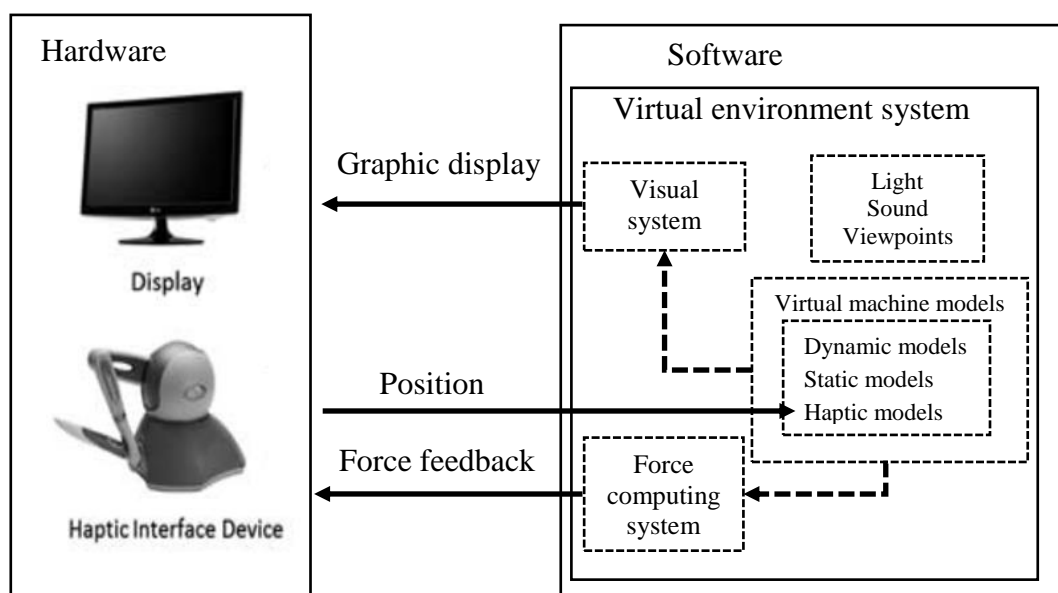 Hardware
Display
Haptic Interface Device
Graphic display
Position
Force feedback
Software
Virtual environment system
Visual
system
Light
Sound
Viewpoints
Virtual machine models
Dynamic models
Static models
Haptic models
Force
computing
system